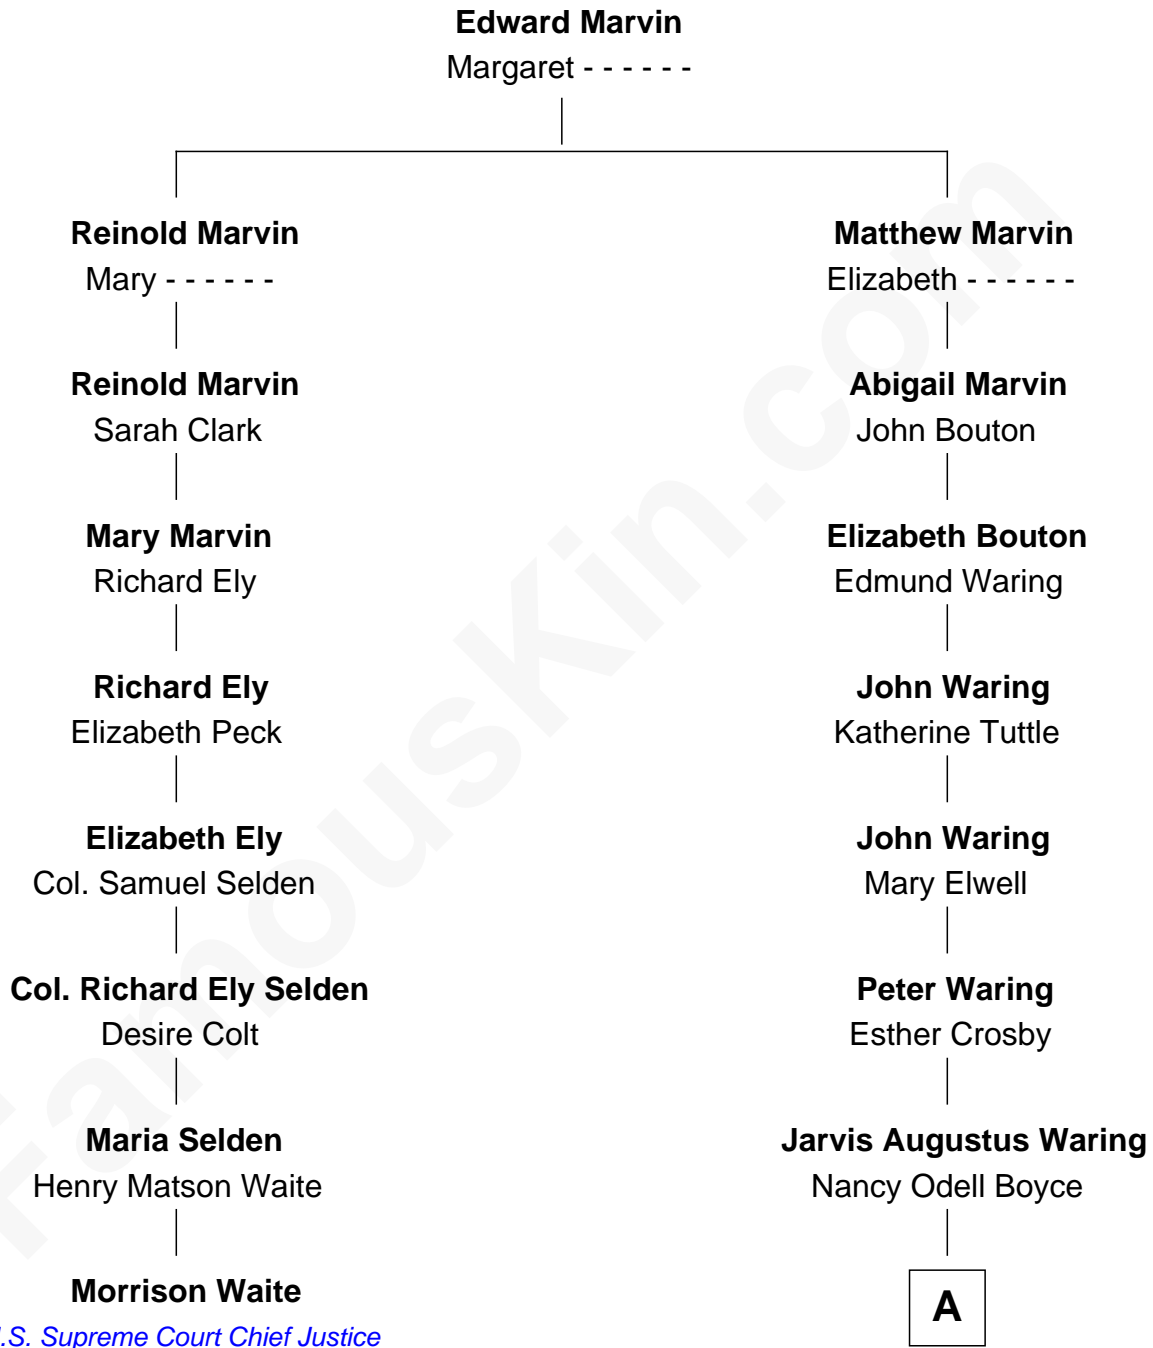 Edward Marvin
Margaret - - - - - -
Reinold Marvin
Mary - - - - - -
Matthew Marvin
Elizabeth - - - - - -
Reinold Marvin
Sarah Clark
Abigail Marvin
John Bouton
Mary Marvin
Richard Ely
Elizabeth Bouton
Edmund Waring
Richard Ely
Elizabeth Peck
John Waring
Katherine Tuttle
Elizabeth Ely
Col. Samuel Selden
John Waring
Mary Elwell
Col. Richard Ely Selden
Desire Colt
Peter Waring
Esther Crosby
Maria Selden
Henry Matson Waite
Jarvis Augustus Waring
Nancy Odell Boyce
Morrison Waite
.S. Supreme Court Chief Justice
A
FamousKin.com